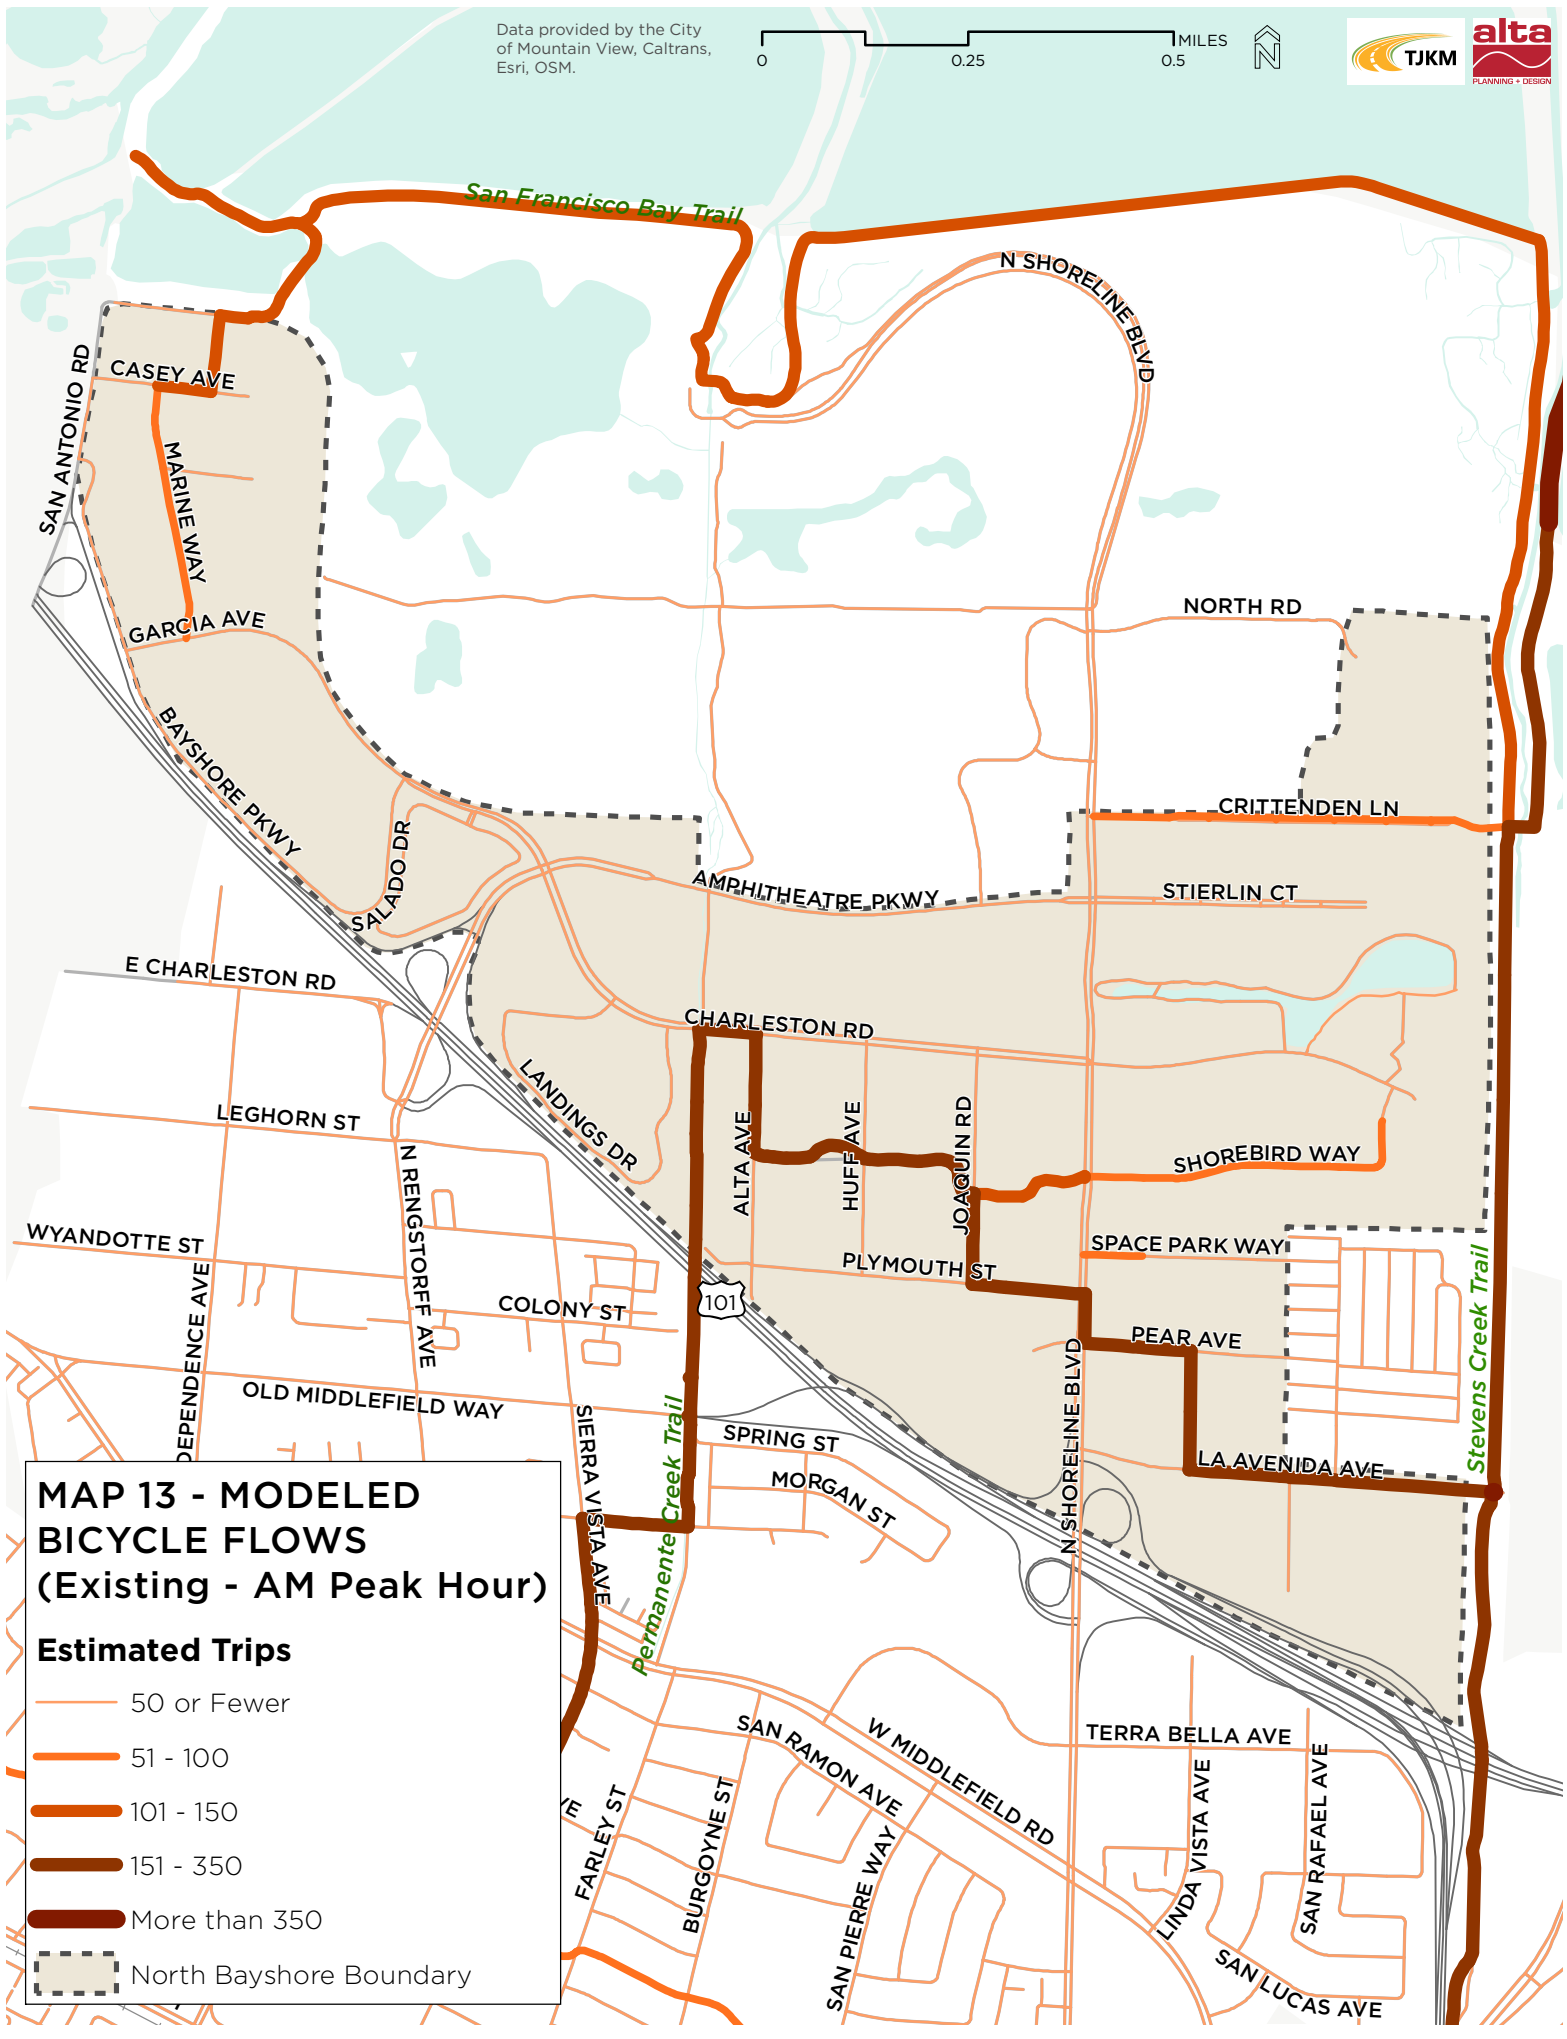 Data provided by the City
of Mountain View, Caltrans,
Esri, OSM.
0
0.25
0.5
MILES
N
TJKM
alta
PLANNING + DESIGN
San Francisco Bay Trail
N SHORELINE BLVD
SAN ANTONIO RD
CASEY AVE
MARINE WAY
GARCIA AVE
NORTH RD
BAYSHORE PKWY
SALADO DR
CRITTENDEN LN
AMPHITHEATRE PKWY
STIERLIN CT
E CHARLESTON RD
CHARLESTON RD
LANDINGS DR
LEGHORN ST
ALTA AVE
HUFF AVE
JOAQUIN RD
SHOREBIRD WAY
N RENGSTORFF AVE
WYANDOTTE ST
SPACE PARK WAY
PLYMOUTH ST
101
COLONY ST
PEAR AVE
DEPENDENCE AVE
OLD MIDDLEFIELD WAY
N SHORELINE BLVD
Stevens Creek Trail
SIERRA VISTA AVE
Permanente Creek Trail
SPRING ST
MORGAN ST
LA AVENIDA AVE
MAP 13 - MODELED
BICYCLE FLOWS
(Existing - AM Peak Hour)
Estimated Trips
50 or Fewer
51 - 100
101 - 150
151 - 350
More than 350
North Bayshore Boundary
VE
FARLEY ST
BURGOYNE ST
SAN RAMON AVE
W MIDDLEFIELD RD
SAN PIERRE WAY
TERRA BELLA AVE
LINDA VISTA AVE
SAN RAFAEL AVE
SAN LUCAS AVE